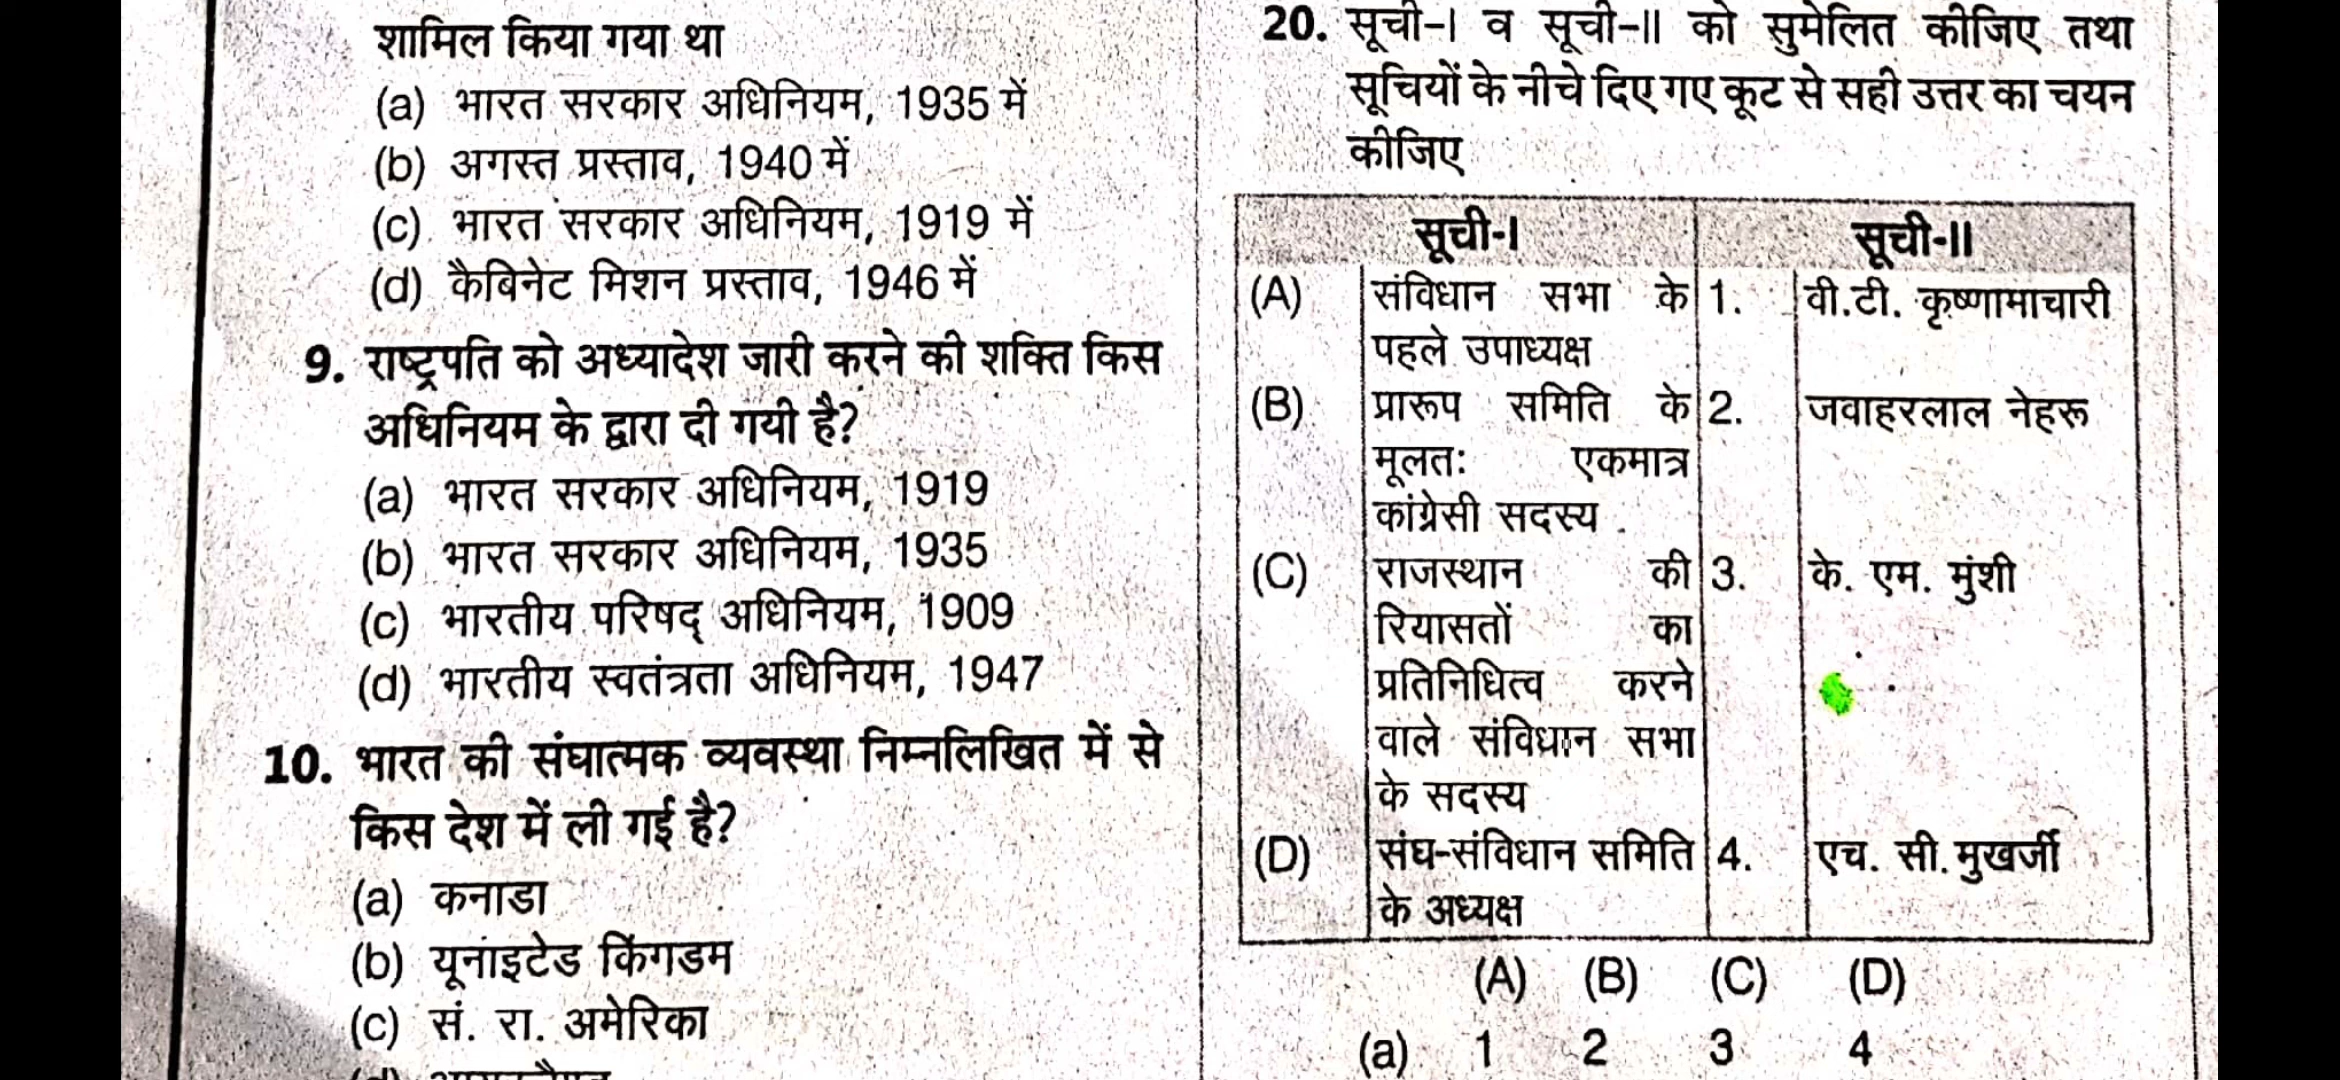 शामिल किया गया था
(a) भारत सरकार अधिनियम, 1935 में
(b) अगस्त प्रस्ताव, 1940 में
(c) भारत सरकार अधिनियम, 1919 में
(d) कैबिनेट मिशन प्रस्ताव, 1946 में
9. राष्ट्रपति को अध्यादेश जारी करने की शक्ति किस
अधिनियम के द्वारा दी गयी है?
(a) भारत सरकार अधिनियम, 1919
(b) भारत सरकार अधिनियम, 1935
(c) भारतीय परिषद् अधिनियम, 1909
(d) भारतीय स्वतंत्रता अधिनियम, 1947
10. भारत की संघात्मक व्यवस्था निम्नलिखित में से
किस देश में ली गई है?
(a) कनाडा
(b) यूनाइटेड किंगडम
(c) सं. रा. अमेरिका
20. सूची-I व सूची-II को सुमेलित कीजिए तथा
सूचियों के नीचे दिए गए कूट से सही उत्तर का चयन
कीजिए
सूची-I सूची-II
(A) संविधान सभा के 1. वी.टी. कृष्णामाचारी
पहले उपाध्यक्ष
(B) प्रारूप समिति के 2. जवाहरलाल नेहरू
मूलतः एकमात्र
कांग्रेसी सदस्य
(C) राजस्थान की 3. के. एम. मुंशी
रियासतों का
प्रतिनिधित्व करने
वाले संविधान सभा
के सदस्य
(D) संघ-संविधान समिति 4. एच. सी. मुखर्जी
के अध्यक्ष
(A) (B) (C) (D)
(a) 1 2 3 4